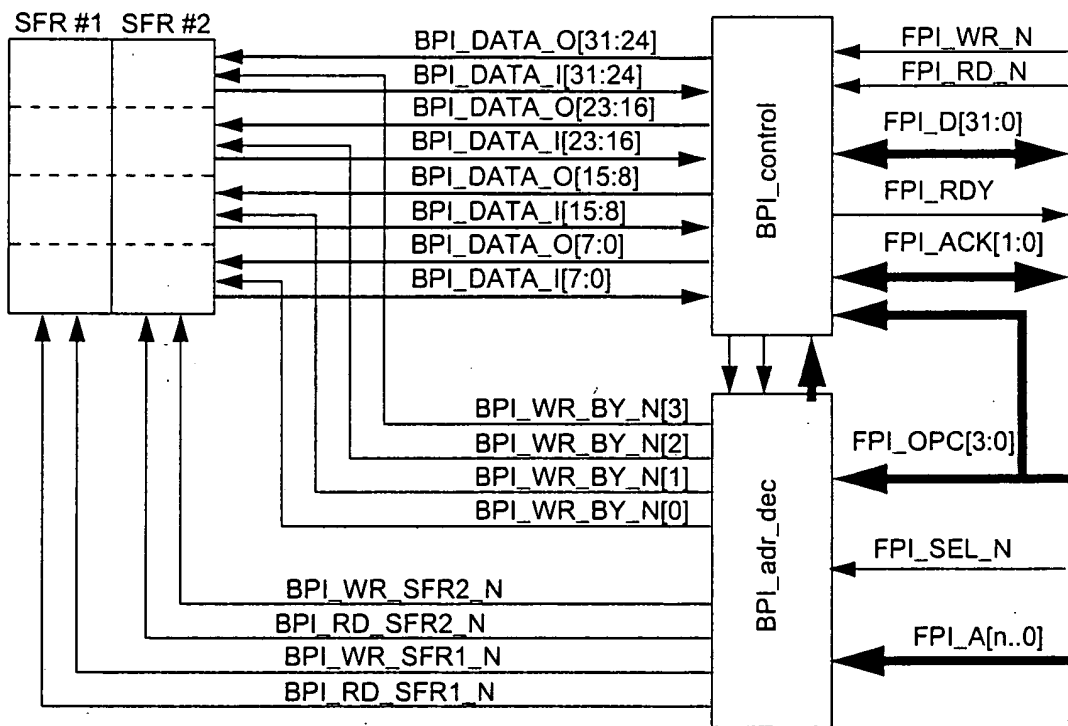 SFR #1 SFR #2
BPI_DATA_O[31:24]
BPI_DATA_I[31:24]
BPI_DATA_O[23:16]
BPI_DATA_I[23:16]
BPI_DATA_O[15:8]
BPI_DATA_I[15:8]
BPI_DATA_O[7:0]
BPI_DATA_I[7:0]
BPI_control
FPI_WR_N
FPI_RD_N
FPI_D[31:0]
FPI_RDY
FPI_ACK[1:0]
BPI_WR_BY_N[3]
BPI_WR_BY_N[2]
BPI_WR_BY_N[1]
BPI_WR_BY_N[0]
BPI_WR_SFR2_N
BPI_RD_SFR2_N
BPI_WR_SFR1_N
BPI_RD_SFR1_N
BPI_adr_dec
FPI_OPC[3:0]
FPI_SEL_N
FPI_A[n..0]